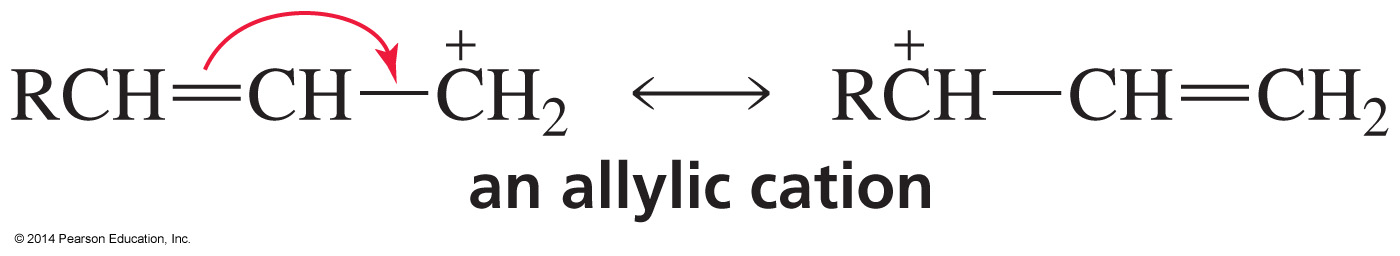 RCH=CH—C⁺H₂ ⟷ RC⁺H—CH=CH₂
an allylic cation
© 2014 Pearson Education, Inc.